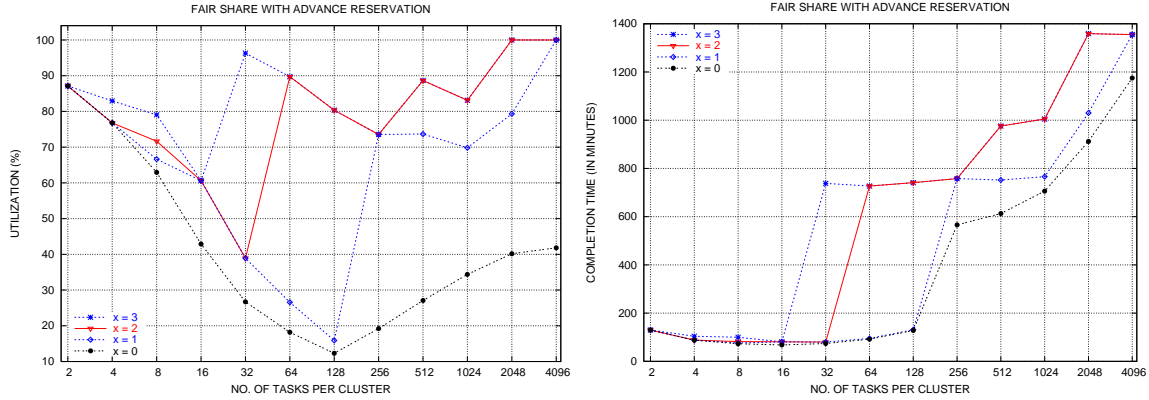 FAIR SHARE WITH ADVANCE RESERVATION
100
90
80
70
60
50
40
30
20
10
UTILIZATION (%)
x = 3
x = 2
x = 1
x = 0
2 4 8 16 32 64 128 256 512 1024 2048 4096
NO. OF TASKS PER CLUSTER
FAIR SHARE WITH ADVANCE RESERVATION
1400
1200
1000
800
600
400
200
0
COMPLETION TIME (IN MINUTES)
x = 3
x = 2
x = 1
x = 0
2 4 8 16 32 64 128 256 512 1024 2048 4096
NO. OF TASKS PER CLUSTER